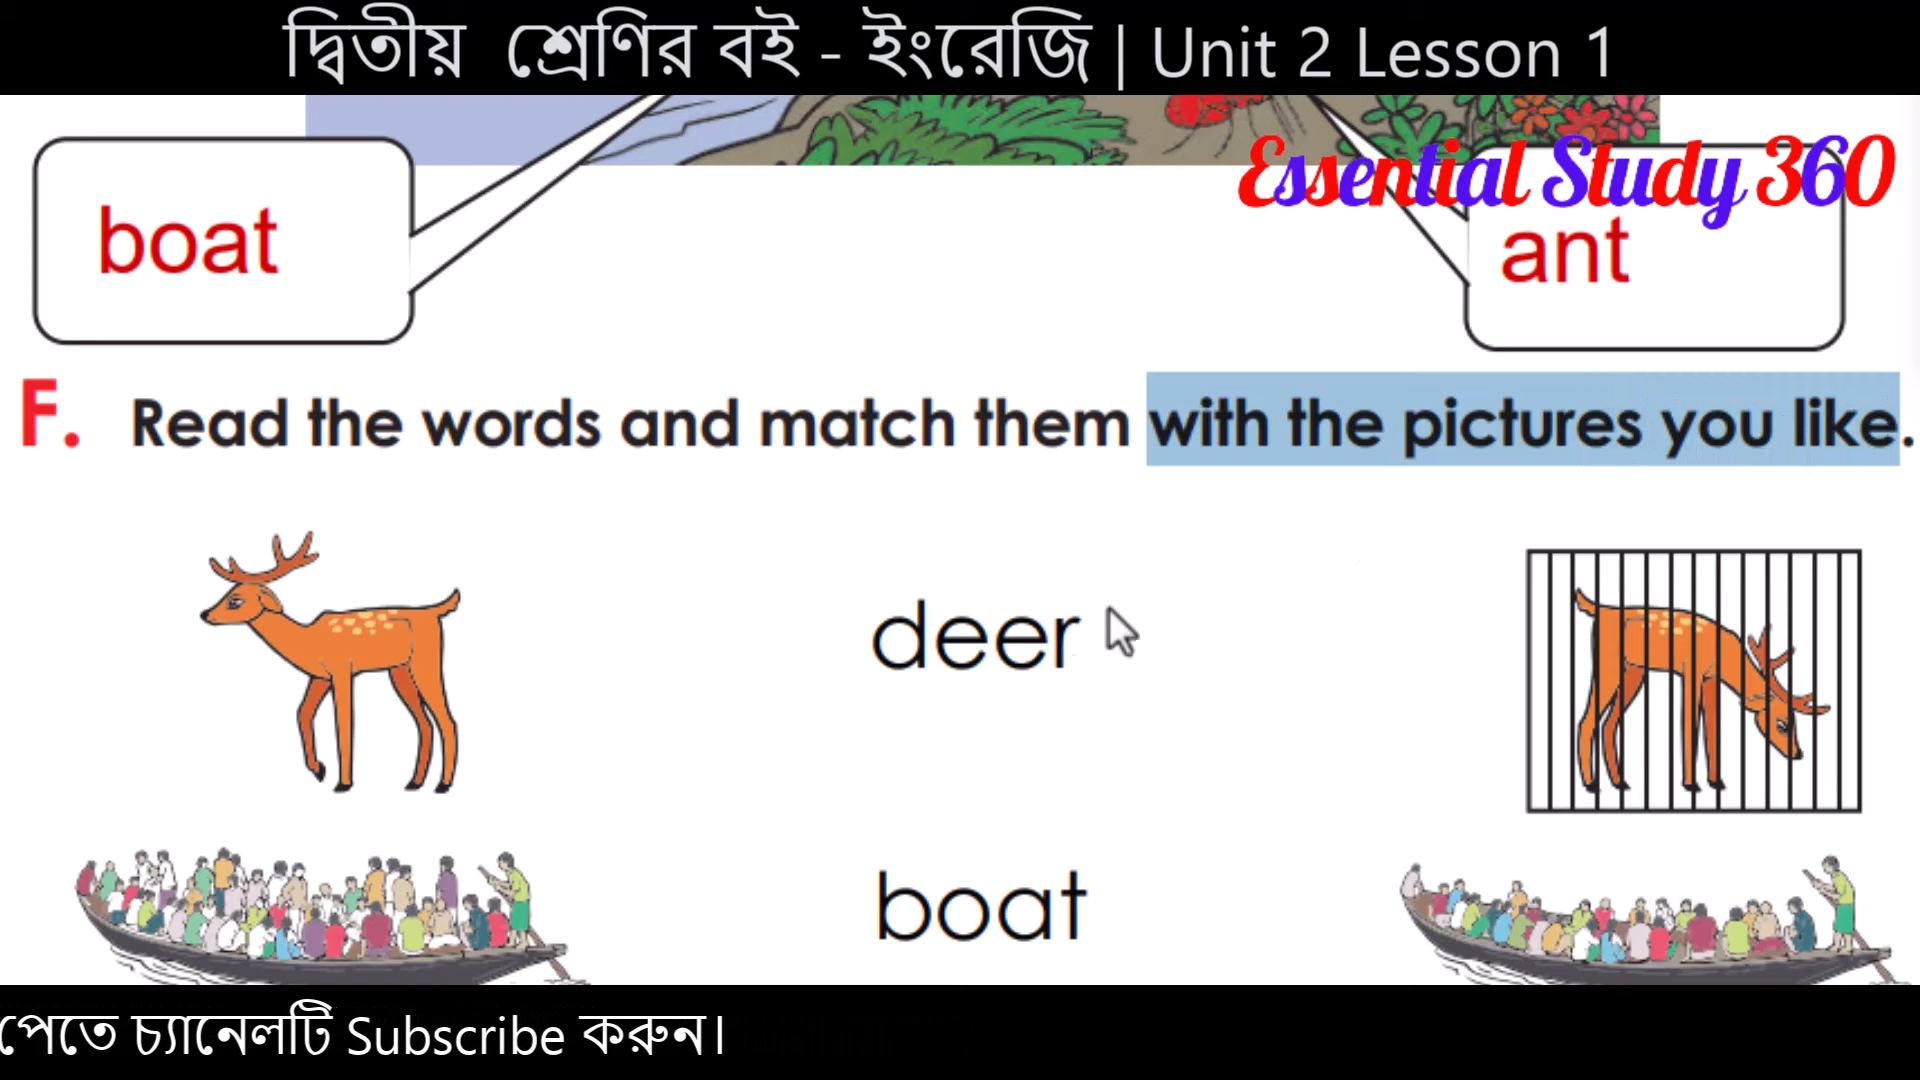 দ্বিতীয় শ্রেণির বই - ইংরেজি | Unit 2 Lesson 1
Essential Study 360
boat
ant
F. Read the words and match them with the pictures you like.
deer
boat
পেতে চ্যানেলটি Subscribe করুন।